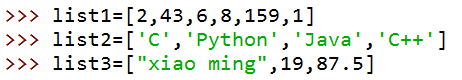 >>> list1=[2,43,6,8,159,1]
>>> list2=['C','Python','Java','C++']
>>> list3=["xiao ming",19,87.5]